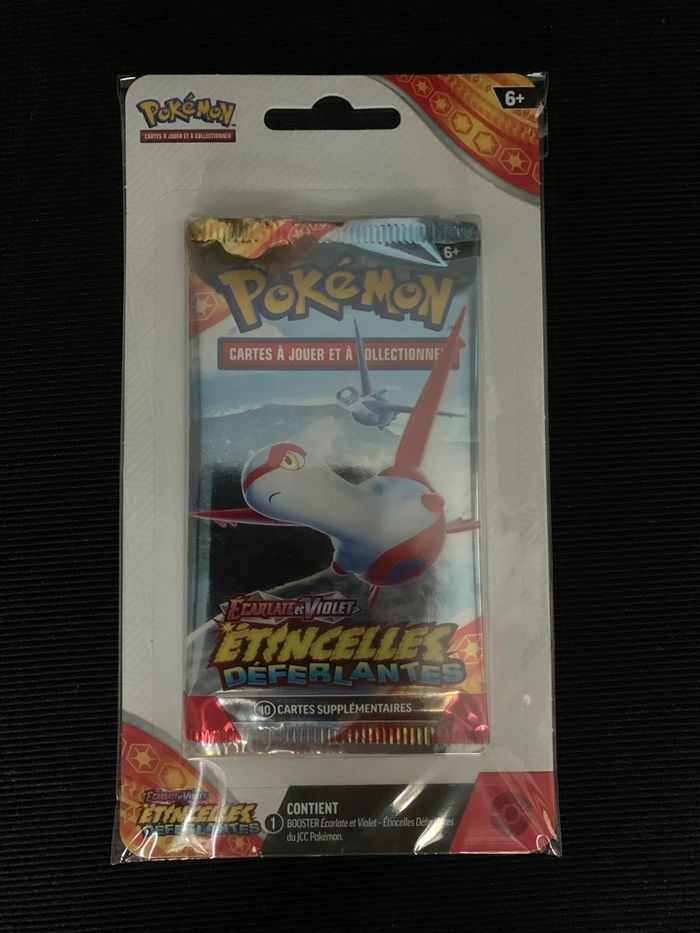 POKÉMON
CARTES À JOUER ET À COLLECTIONNER
6+
6+
POKÉMON
CARTES À JOUER ET À COLLECTIONNE
ÉCARLATE et VIOLET
ÉTINCELLES
DÉFERLANTES
10 CARTES SUPPLÉMENTAIRES
ÉCARLATE et VIOLET
ÉTINCELLES
DÉFERLANTES
CONTIENT
1 BOOSTER Écarlate et Violet – Étincelles Déferlantes
du JCC Pokémon.